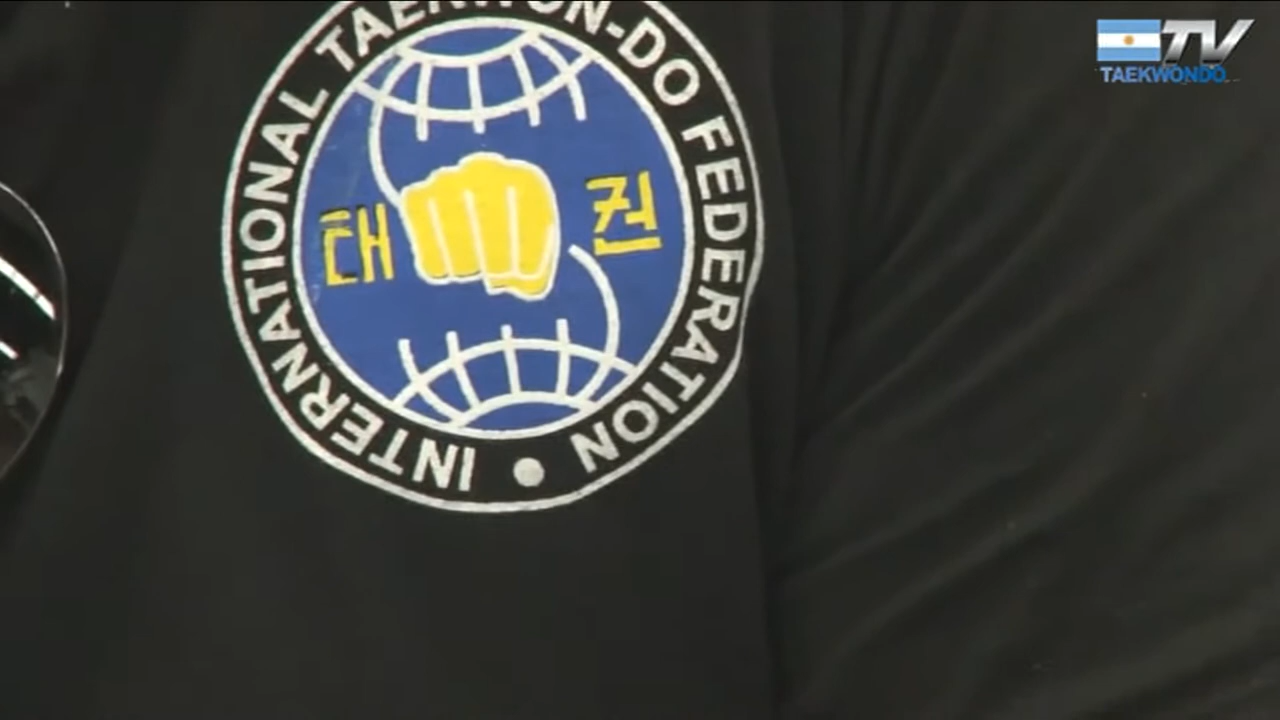 INTERNATIONAL TAEKWON-DO FEDERATION
태 권
TV
TAEKWONDO